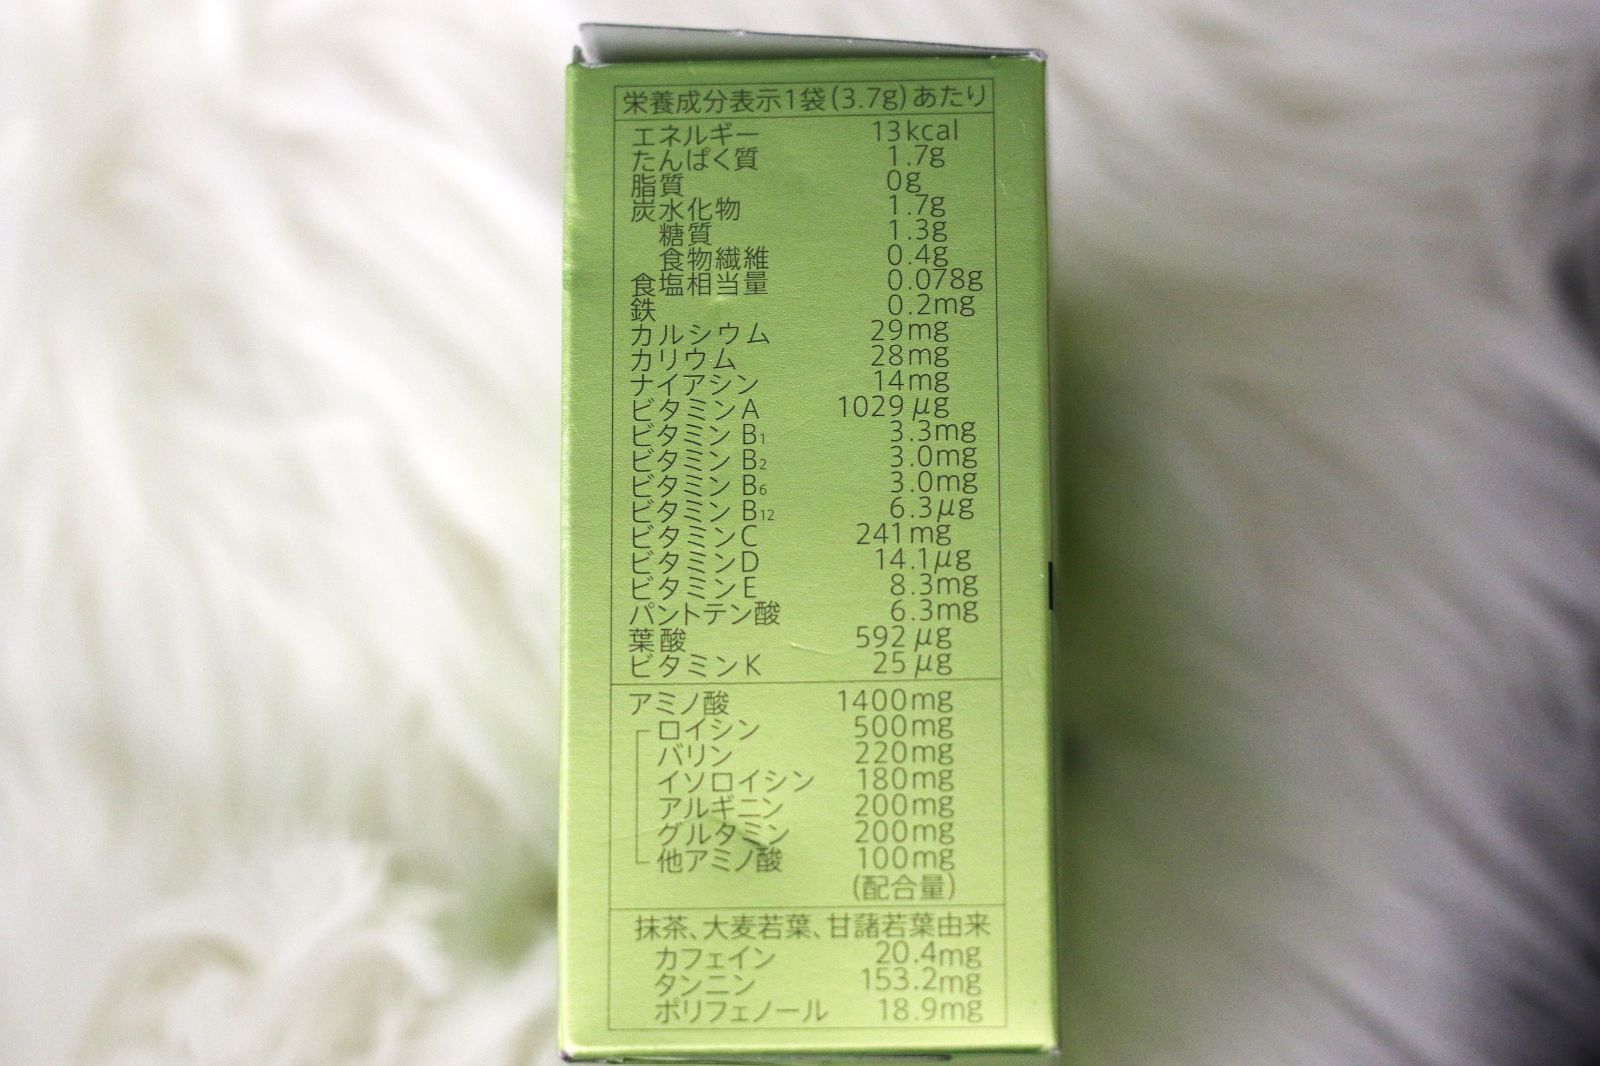 栄養成分表示1袋(3.7g)あたり
エネルギー 13kcal
たんぱく質 1.7g
脂質 0g
炭水化物 1.7g
糖質 1.3g
食物繊維 0.4g
食塩相当量 0.078g
鉄 0.2mg
カルシウム 29mg
カリウム 28mg
ナイアシン 14mg
ビタミンA 1029μg
ビタミンB1 3.3mg
ビタミンB2 3.0mg
ビタミンB6 3.0mg
ビタミンB12 6.3μg
ビタミンC 241mg
ビタミンD 14.1μg
ビタミンE 8.3mg
パントテン酸 6.3mg
葉酸 592μg
ビタミンK 25μg
アミノ酸 1400mg
ロイシン 500mg
バリン 220mg
イソロイシン 180mg
アルギニン 200mg
グルタミン 200mg
他アミノ酸 100mg
(配合量)
抹茶、大麦若葉、甘藷若葉由来
カフェイン 20.4mg
タンニン 153.2mg
ポリフェノール 18.9mg